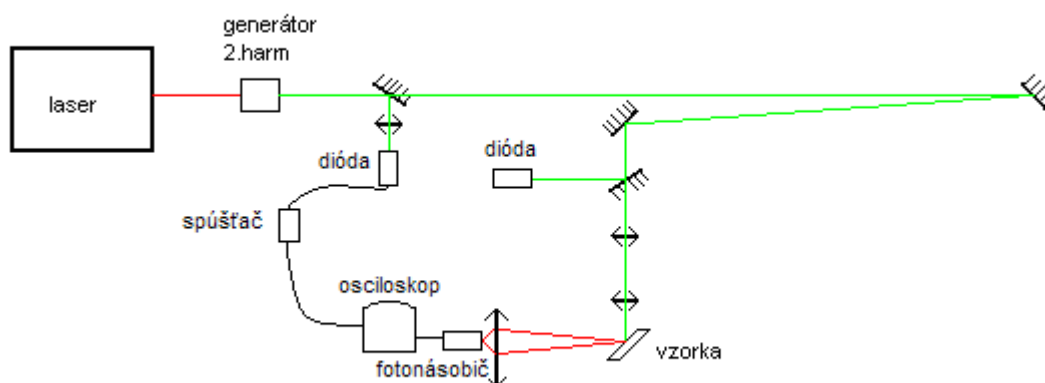 generátor
2.harm
laser
dióda
dióda
spúšťač
osciloskop
fotonásobič
vzorka